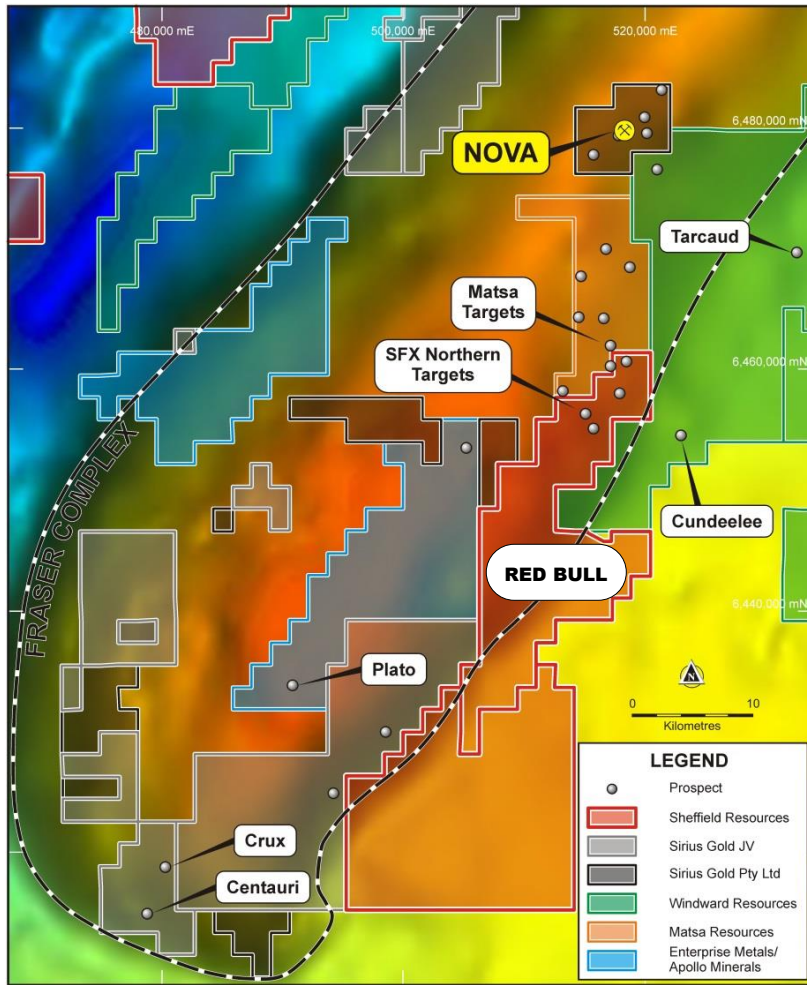 480,000 mE
500,000 mE
520,000 mE
6,480,000 mN
NOVA
Tarcaud
Matsa
Targets
6,460,000 mN
SFX Northern
Targets
FRASER COMPLEX
Cundeelee
RED BULL
6,440,000 mN
Plato
N
0
10
Kilometres
LEGEND
Prospect
Sheffield Resources
Sirius Gold JV
Sirius Gold Pty Ltd
Windward Resources
Matsa Resources
Enterprise Metals/
Apollo Minerals
Crux
Centauri